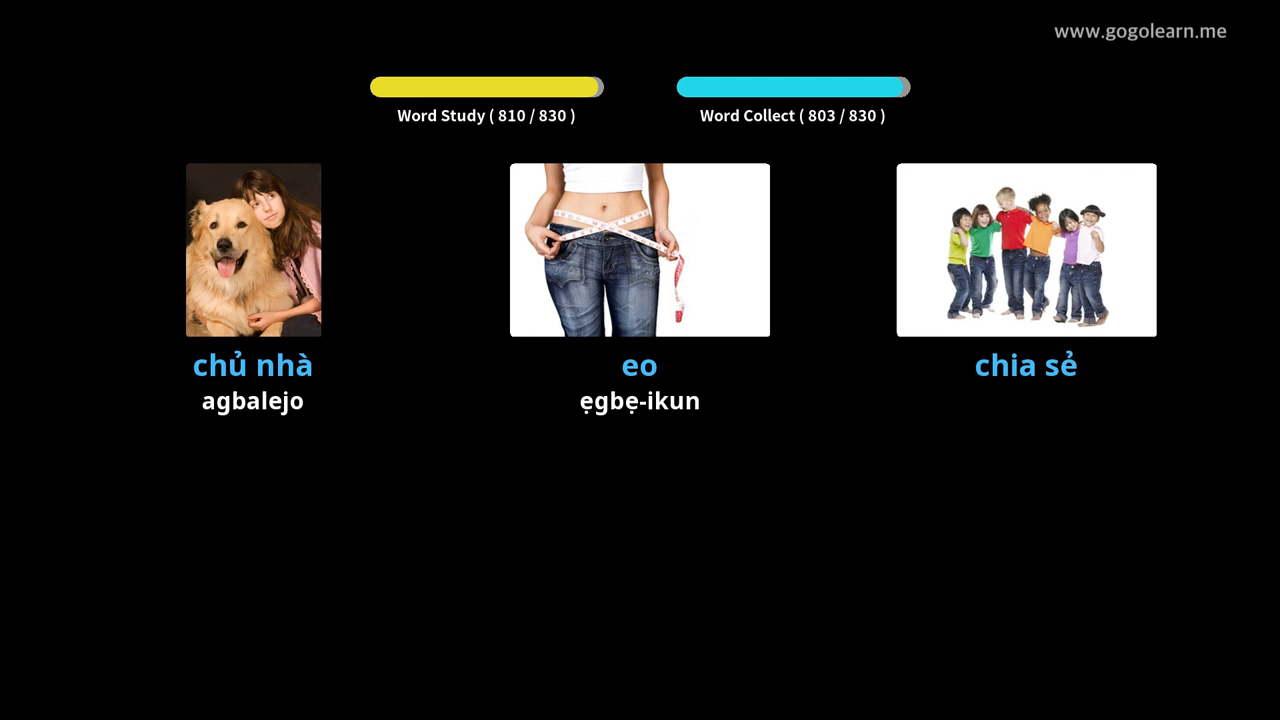 www.gogolearn.me
Word Study ( 810 / 830 )
Word Collect ( 803 / 830 )
chủ nhà
agbalejo
eo
ẹgbẹ-ikun
chia sẻ